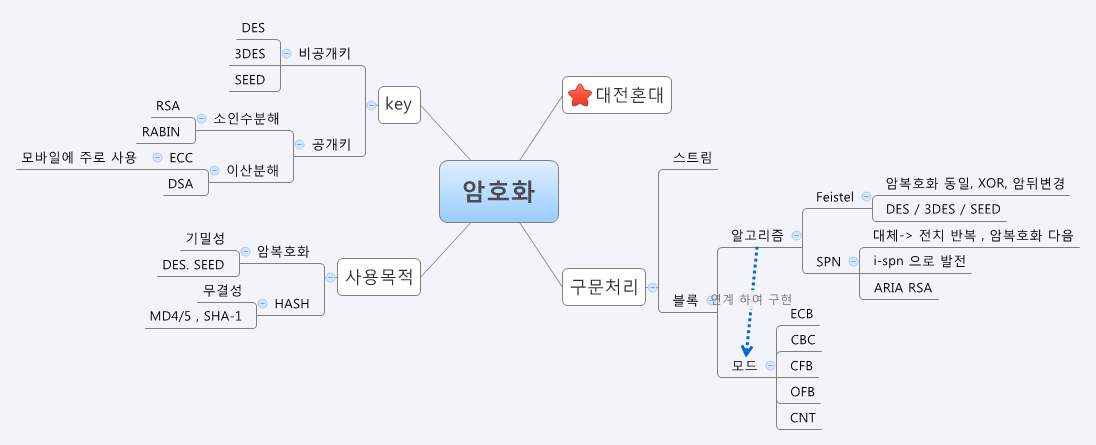 암호화
key
비공개키
DES
3DES
SEED
공개키
소인수분해
RSA
RABIN
이산분해
ECC
모바일에 주로 사용
DSA
사용목적
암복호화
기밀성
DES. SEED
HASH
무결성
MD4/5 , SHA-1
대전혼대
구문처리
스트림
블록
알고리즘
Feistel
암복호화 동일, XOR, 암뒤변경
DES / 3DES / SEED
SPN
대체-> 전치 반복 , 암복호화 다음
i-spn 으로 발전
ARIA RSA
연계 하여 구현
모드
ECB
CBC
CFB
OFB
CNT